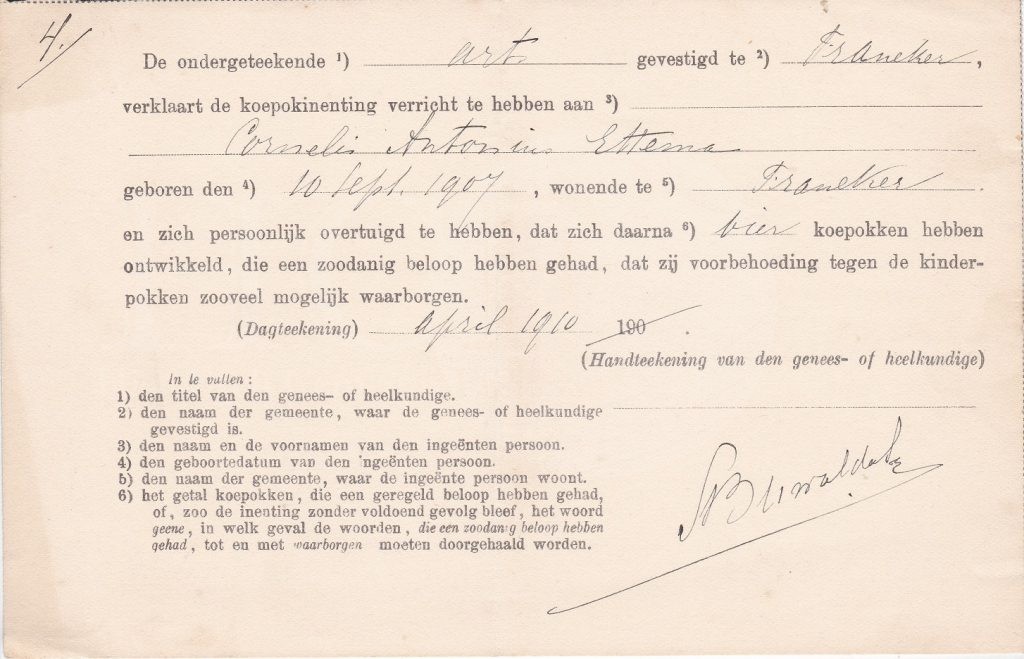 4./
De ondergeteekende ¹) arts gevestigd te ²) Franeker,
verklaart de koepokinenting verricht te hebben aan ³)
Cornelis Antonius Ettema
geboren den ⁴) 10 Sept. 1907, wonende te ⁵) Franeker.
en zich persoonlijk overtuigd te hebben, dat zich daarna ⁶) vier koepokken hebben
ontwikkeld, die een zoodanig beloop hebben gehad, dat zij voorbehoeding tegen de kinder-
pokken zooveel mogelijk waarborgen.
(Dagteekening) april 1910 190 .
(Handteekening van den genees- of heelkundige)
In te vullen:
1) den titel van den genees- of heelkundige.
2) den naam der gemeente, waar de genees- of heelkundige
gevestigd is.
3) den naam en de voornamen van den ingeënten persoon.
4) den geboortedatum van den ingeënten persoon.
5) den naam der gemeente, waar de ingeënte persoon woont.
6) het getal koepokken, die een geregeld beloop hebben gehad,
of, zoo de inenting zonder voldoend gevolg bleef, het woord
geene, in welk geval de woorden, die een zoodanig beloop hebben
gehad, tot en met waarborgen moeten doorgehaald worden.